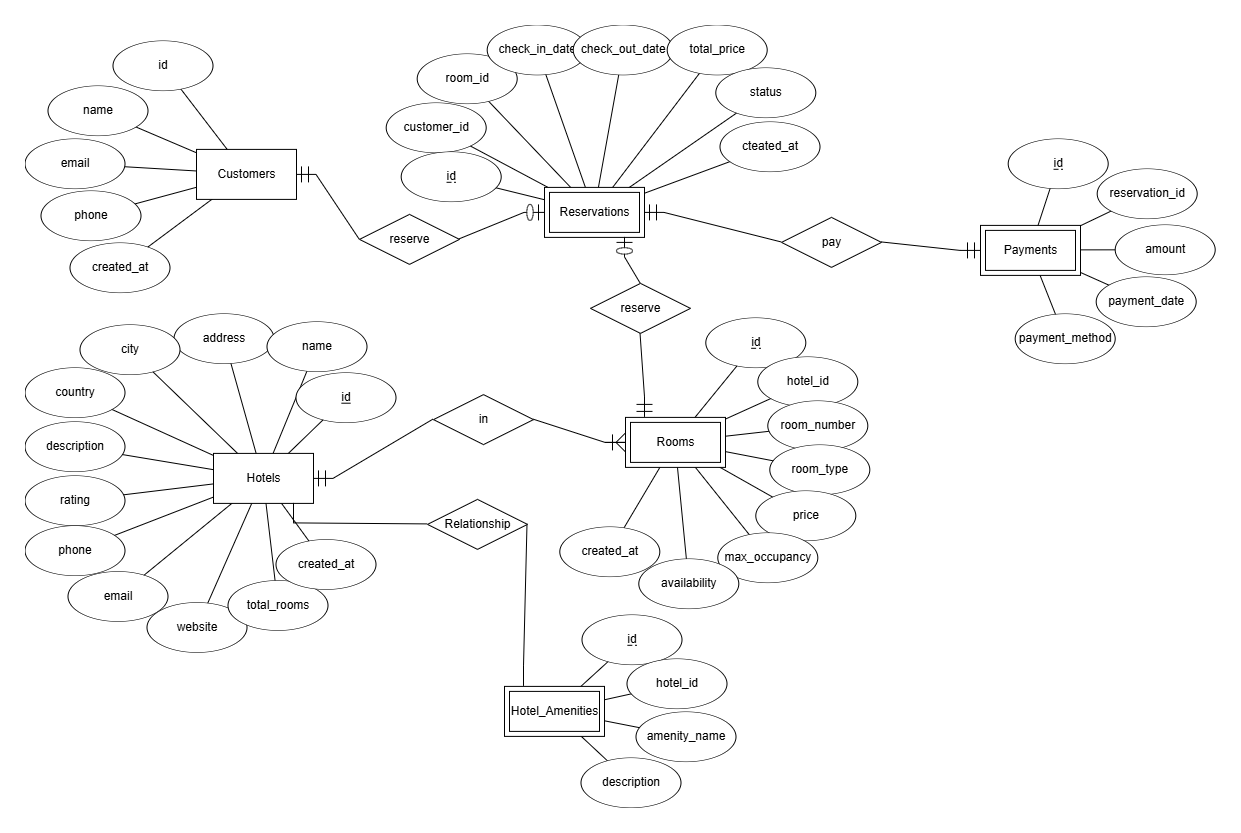 check_in_date
check_out_date
total_price
id
room_id
status
name
customer_id
cteated_at
email
Customers
id
id
phone
Reservations
reservation_id
created_at
reserve
pay
Payments
amount
payment_date
reserve
payment_method
city
address
name
id
country
id
hotel_id
in
room_number
description
Rooms
room_type
Hotels
rating
price
Relationship
phone
created_at
created_at
max_occupancy
email
total_rooms
availability
website
id
hotel_id
Hotel_Amenities
amenity_name
description